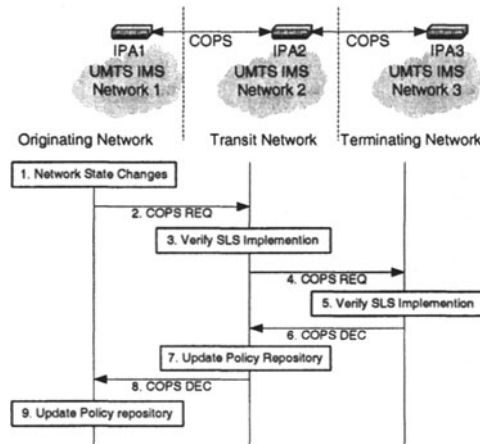 COPS
COPS
IPA1
IPA2
IPA3
UMTS IMS
Network 1
UMTS IMS
Network 2
UMTS IMS
Network 3
Originating Network
Transit Network
Terminating Network
1. Network State Changes
2. COPS REQ
3. Verify SLS Implemention
4. COPS REQ
5. Verify SLS Implemention
6. COPS DEC
7. Update Policy Repository
8. COPS DEC
9. Update Policy repository